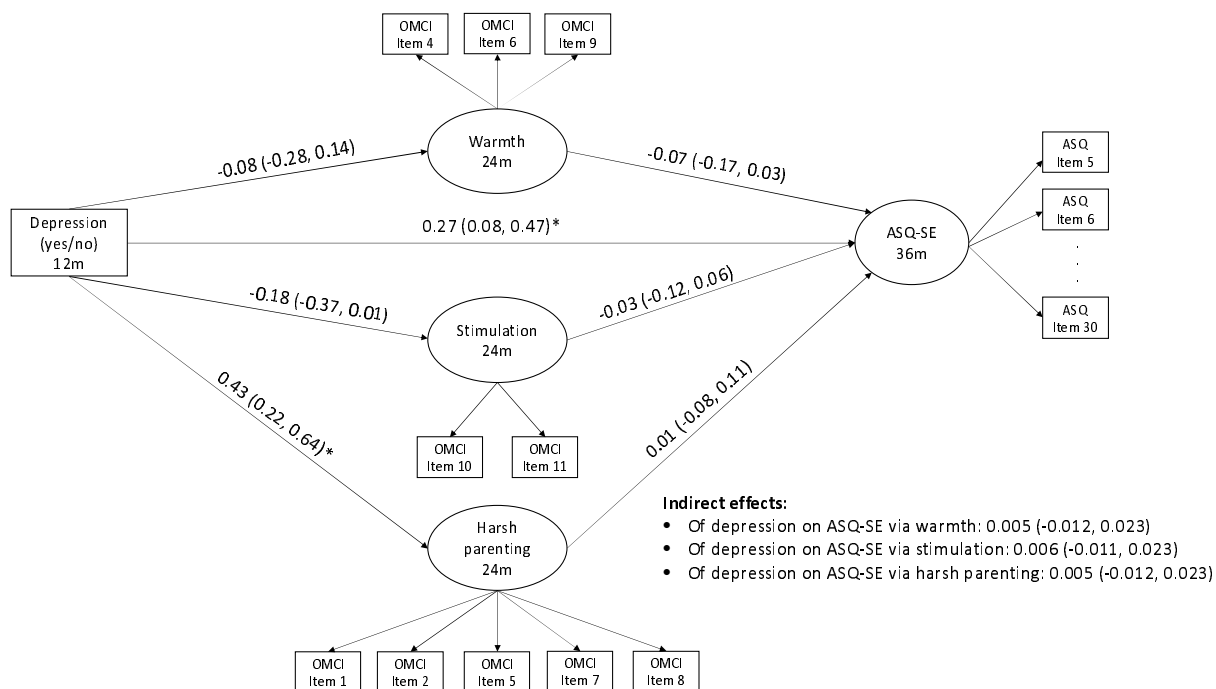 OMCI
Item 4
OMCI
Item 6
OMCI
Item 9
Warmth
24m
-0.08 (-0.28, 0.14)
-0.07 (-0.17, 0.03)
ASQ
Item 5
ASQ
Item 6
.
.
.
ASQ
Item 30
Depression
(yes/no)
12m
0.27 (0.08, 0.47)*
ASQ-SE
36m
-0.18 (-0.37, 0.01)
-0.03 (-0.12, 0.06)
Stimulation
24m
0.43 (0.22, 0.64)*
0.01 (-0.08, 0.11)
OMCI
Item 10
OMCI
Item 11
Harsh
parenting
24m
Indirect effects:
• Of depression on ASQ-SE via warmth: 0.005 (-0.012, 0.023)
• Of depression on ASQ-SE via stimulation: 0.006 (-0.011, 0.023)
• Of depression on ASQ-SE via harsh parenting: 0.005 (-0.012, 0.023)
OMCI
Item 1
OMCI
Item 2
OMCI
Item 5
OMCI
Item 7
OMCI
Item 8